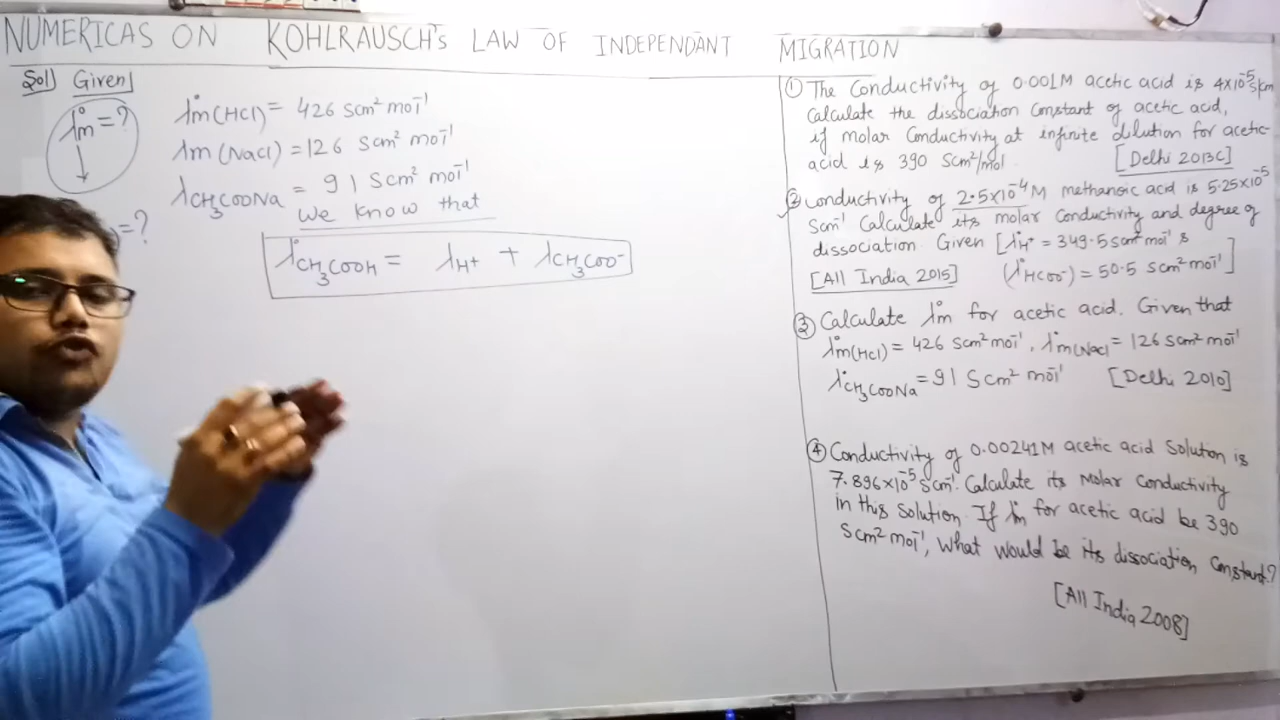 NUMERICAS ON KOHLRAUSCH's LAW OF INDEPENDANT MIGRATION
Sol) Given
λ°m = ?
λ°m(HCl) = 426 Scm² mol⁻¹
λm (NaCl) = 126 Scm² mol⁻¹
λCH₃COONa = 91 Scm² mol⁻¹
=?
We know that
λ°CH₃COOH = λH⁺ + λCH₃COO⁻
① The Conductivity of 0.001M acetic acid is 4×10⁻⁵ S/cm
Calculate the dissociation Constant of acetic acid,
if molar Conductivity at infinite dilution for acetic-
acid is 390 Scm²/mol [Delhi 2013C]
② Conductivity of 2.5×10⁻⁴ M methanoic acid is 5.25×10⁻⁵
Scm⁻¹ Calculate its molar Conductivity and degree of
dissociation. Given [λ°H⁺ = 349.5 Scm² mol⁻¹ &
[All India 2015] (λ°HCOO⁻) = 50.5 Scm² mol⁻¹]
③ Calculate λ°m for acetic acid. Given that
λ°m(HCl) = 426 Scm² mol⁻¹, λ°m(NaCl) = 126 Scm² mol⁻¹
λ°CH₃COONa = 91 Scm² mol⁻¹ [Delhi 2010]
④ Conductivity of 0.00241M acetic acid Solution is
7.896×10⁻⁵ Scm⁻¹. Calculate its Molar Conductivity
in this Solution. If λ°m for acetic acid be 390
Scm² mol⁻¹, What would be its dissociation Constant.?
[All India 2008]